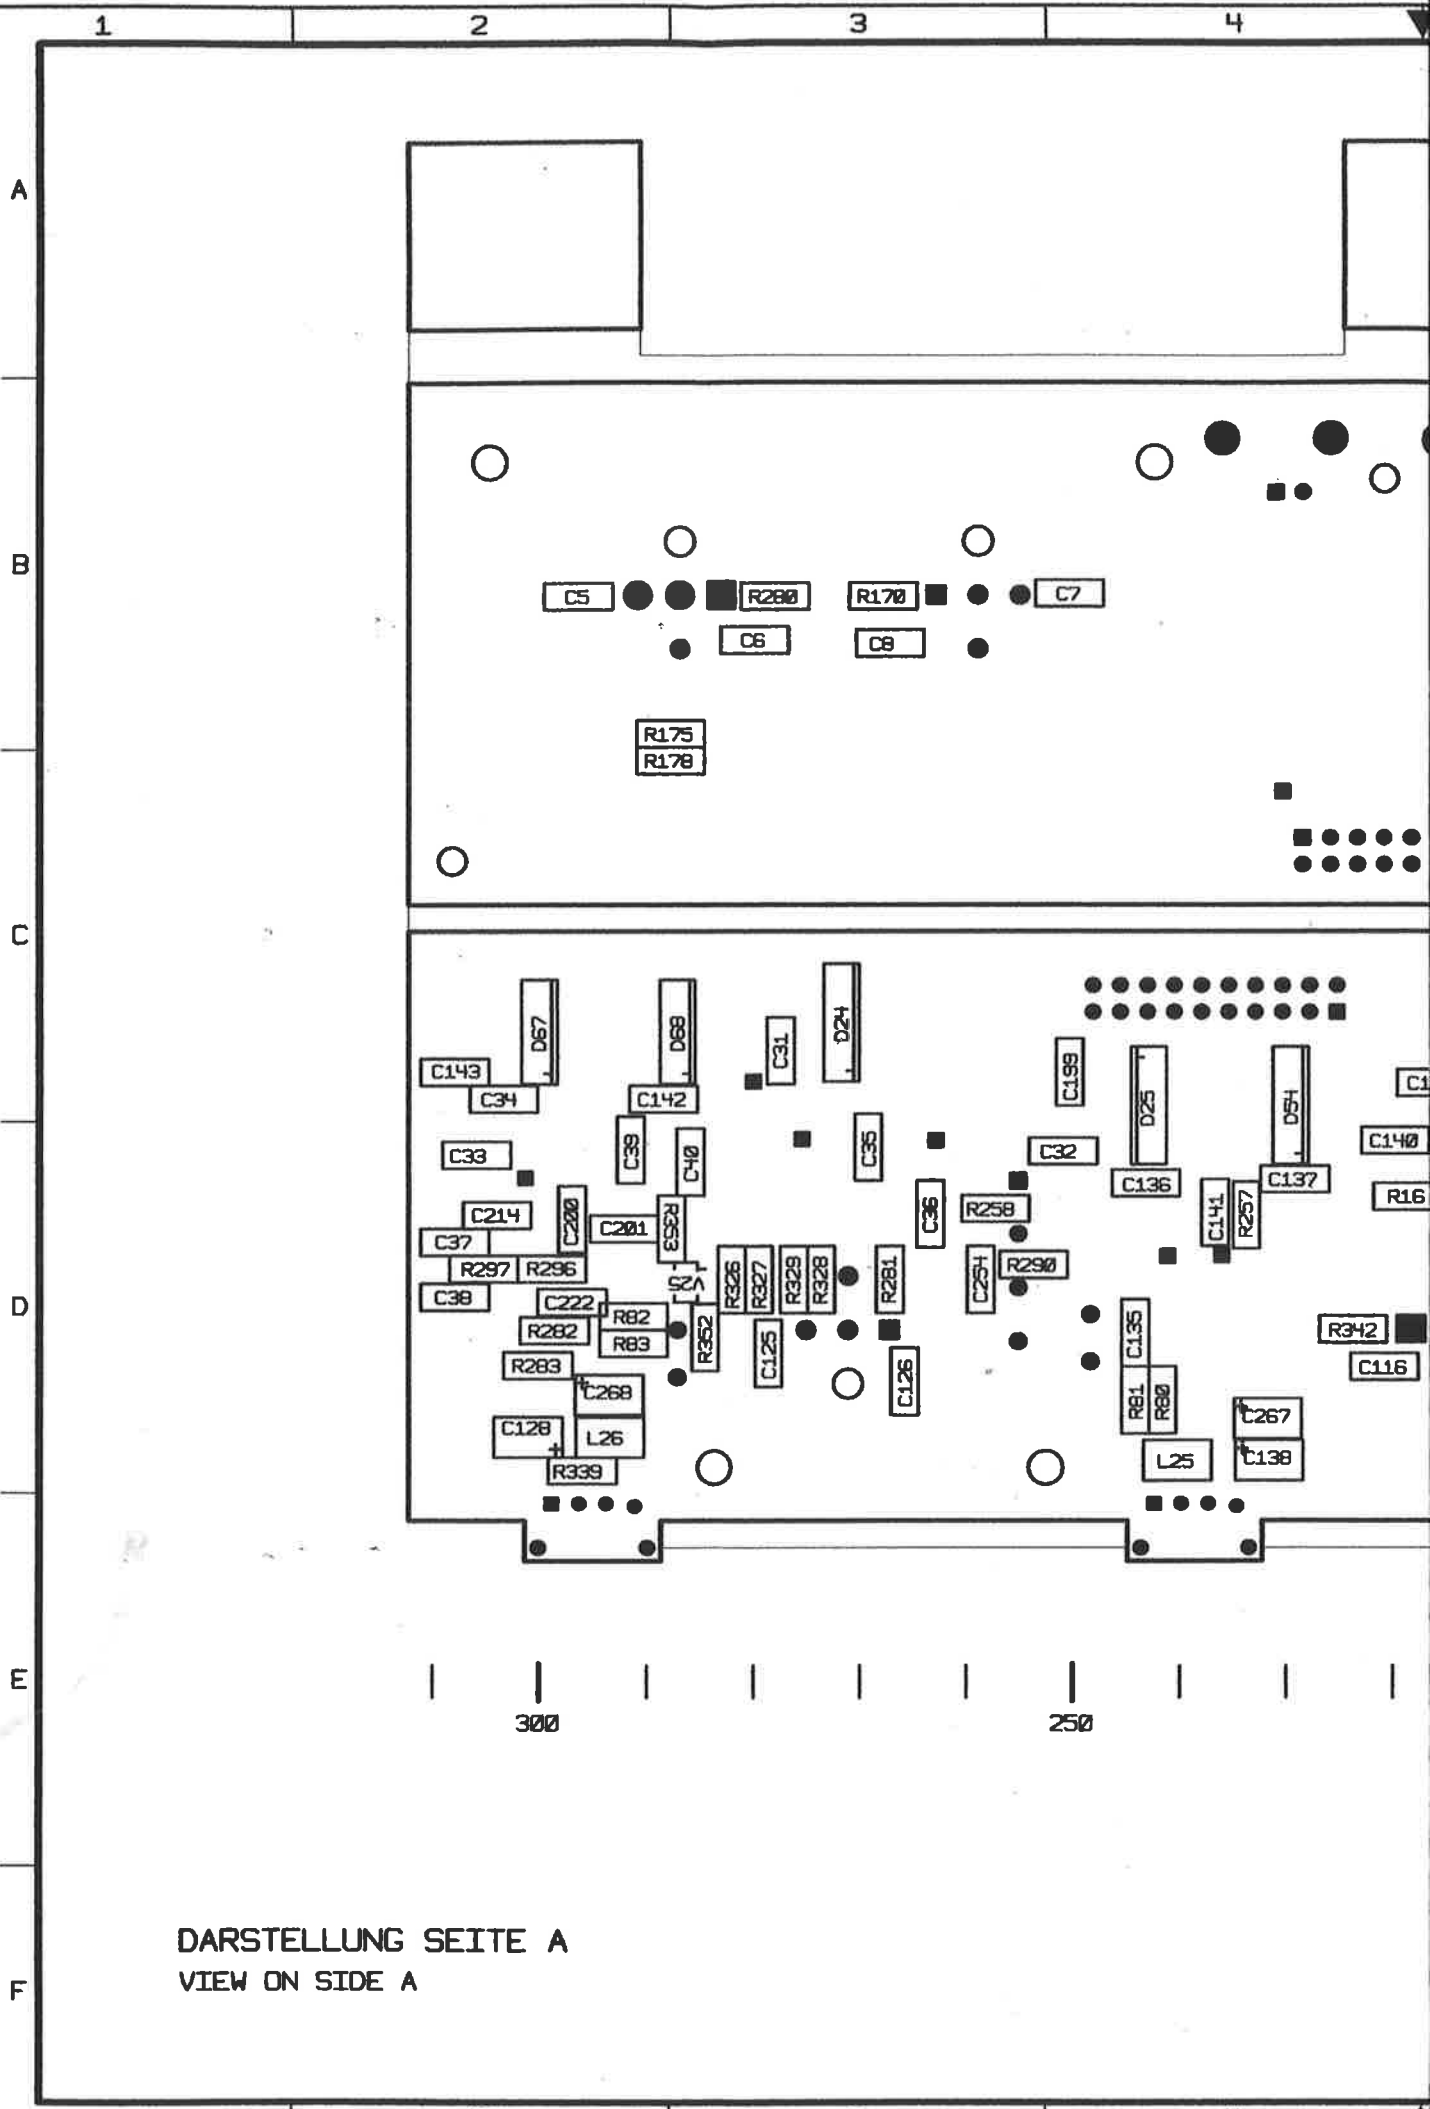 1 2 3 4
A
B
C5 R280 R170 C7
C6 C8
R175
R178
C
D67 D68 C31 D24 C199 D25 D54
C143 C1
C34 C142
C33 C39 C40 C35 C32 C140
C136 C137
C214 C200 C201 R353 C36 R258 C141 R257 R16
C37
R297 R296 V25 R326 R327 R329 R328 R281 C254 R290
D
C38 C222 R82
R282 R83 R352 C125 C135 R342
R283 C126 C116
+ C268 R81 R80
C128 + L26 + C267
R339 L25 + C138
E
300 250
DARSTELLUNG SEITE A
VIEW ON SIDE A
F